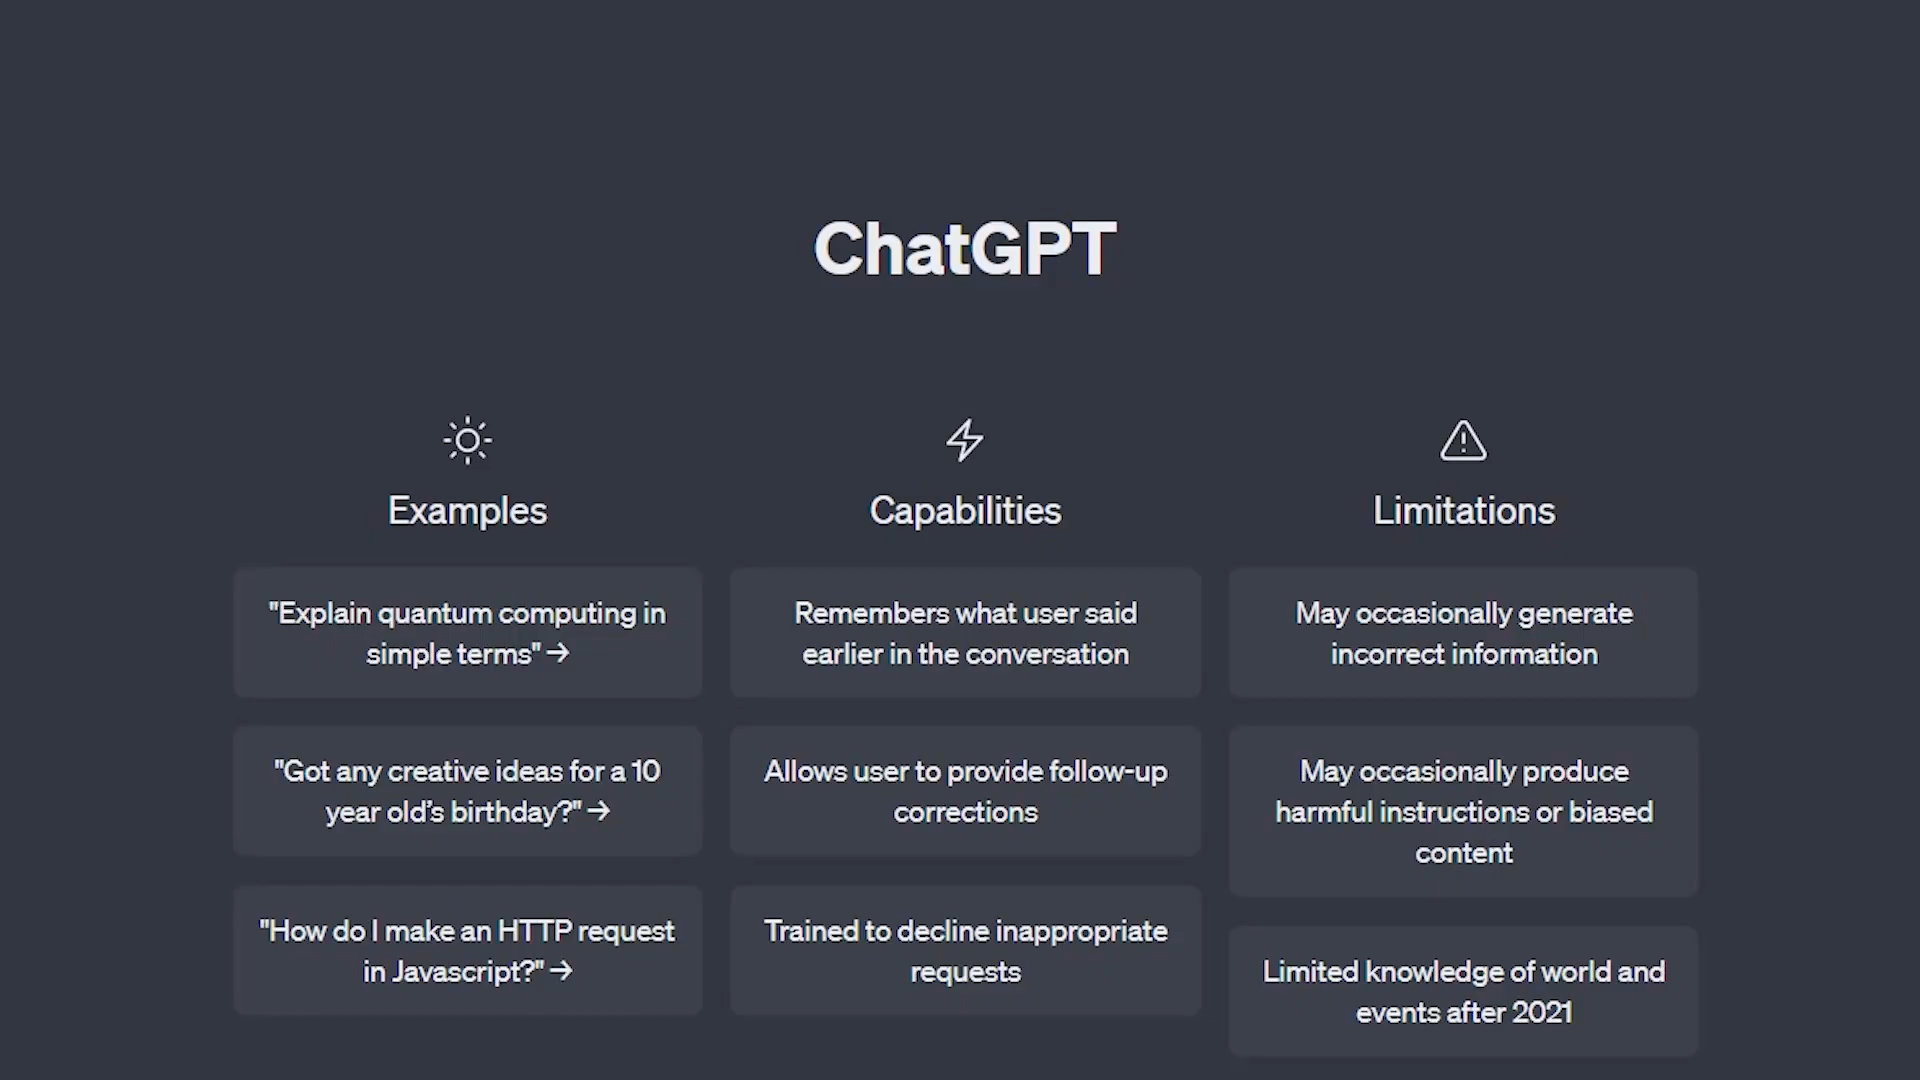 ChatGPT
Examples
"Explain quantum computing in
simple terms" →
"Got any creative ideas for a 10
year old’s birthday?" →
"How do I make an HTTP request
in Javascript?" →
Capabilities
Remembers what user said
earlier in the conversation
Allows user to provide follow-up
corrections
Trained to decline inappropriate
requests
Limitations
May occasionally generate
incorrect information
May occasionally produce
harmful instructions or biased
content
Limited knowledge of world and
events after 2021